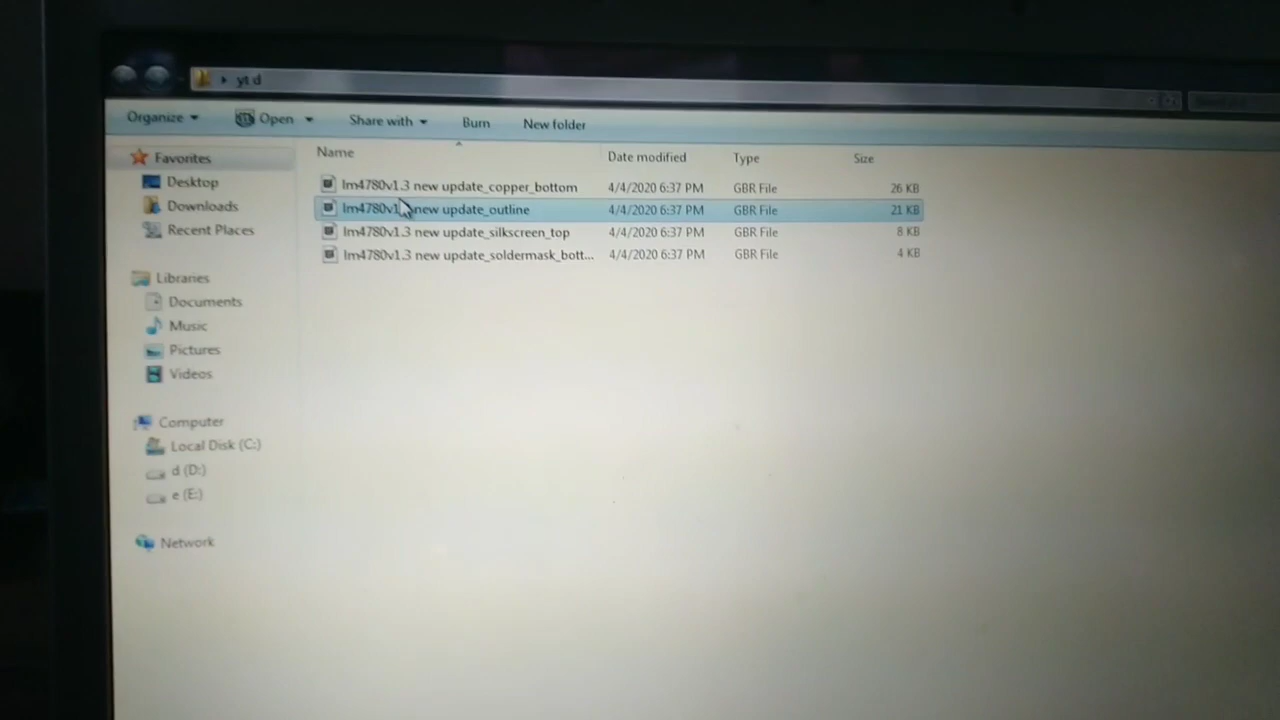 yt d
Organize Open Share with Burn New folder
Name Date modified Type Size
Favorites
Desktop
Downloads
Recent Places
Libraries
Documents
Music
Pictures
Videos
Computer
Local Disk (C:)
d (D:)
e (E:)
Network
lm4780v1.3 new update_copper_bottom 4/4/2020 6:37 PM GBR File 26 KB
new update_outline 4/4/2020 6:37 PM GBR File 21 KB
lm4780v1.3 new update_silkscreen_top 4/4/2020 6:37 PM GBR File 8 KB
lm4780v1.3 new update_soldermask_bott... 4/4/2020 6:37 PM GBR File 4 KB